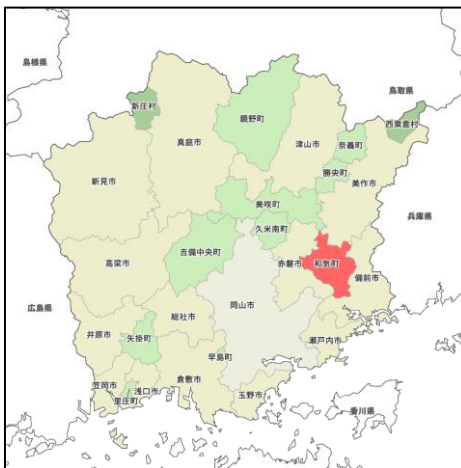 島根県
鳥取県
新庄村
鏡野町
西粟倉村
奈義町
真庭市
津山市
勝央町
美作市
新見市
兵庫県
美咲町
久米南町
吉備中央町
高梁市
赤磐市
和気町
備前市
岡山市
広島県
総社市
井原市
矢掛町
瀬戸内市
早島町
笠岡市
浅口市
倉敷市
里庄町
玉野市
香川県